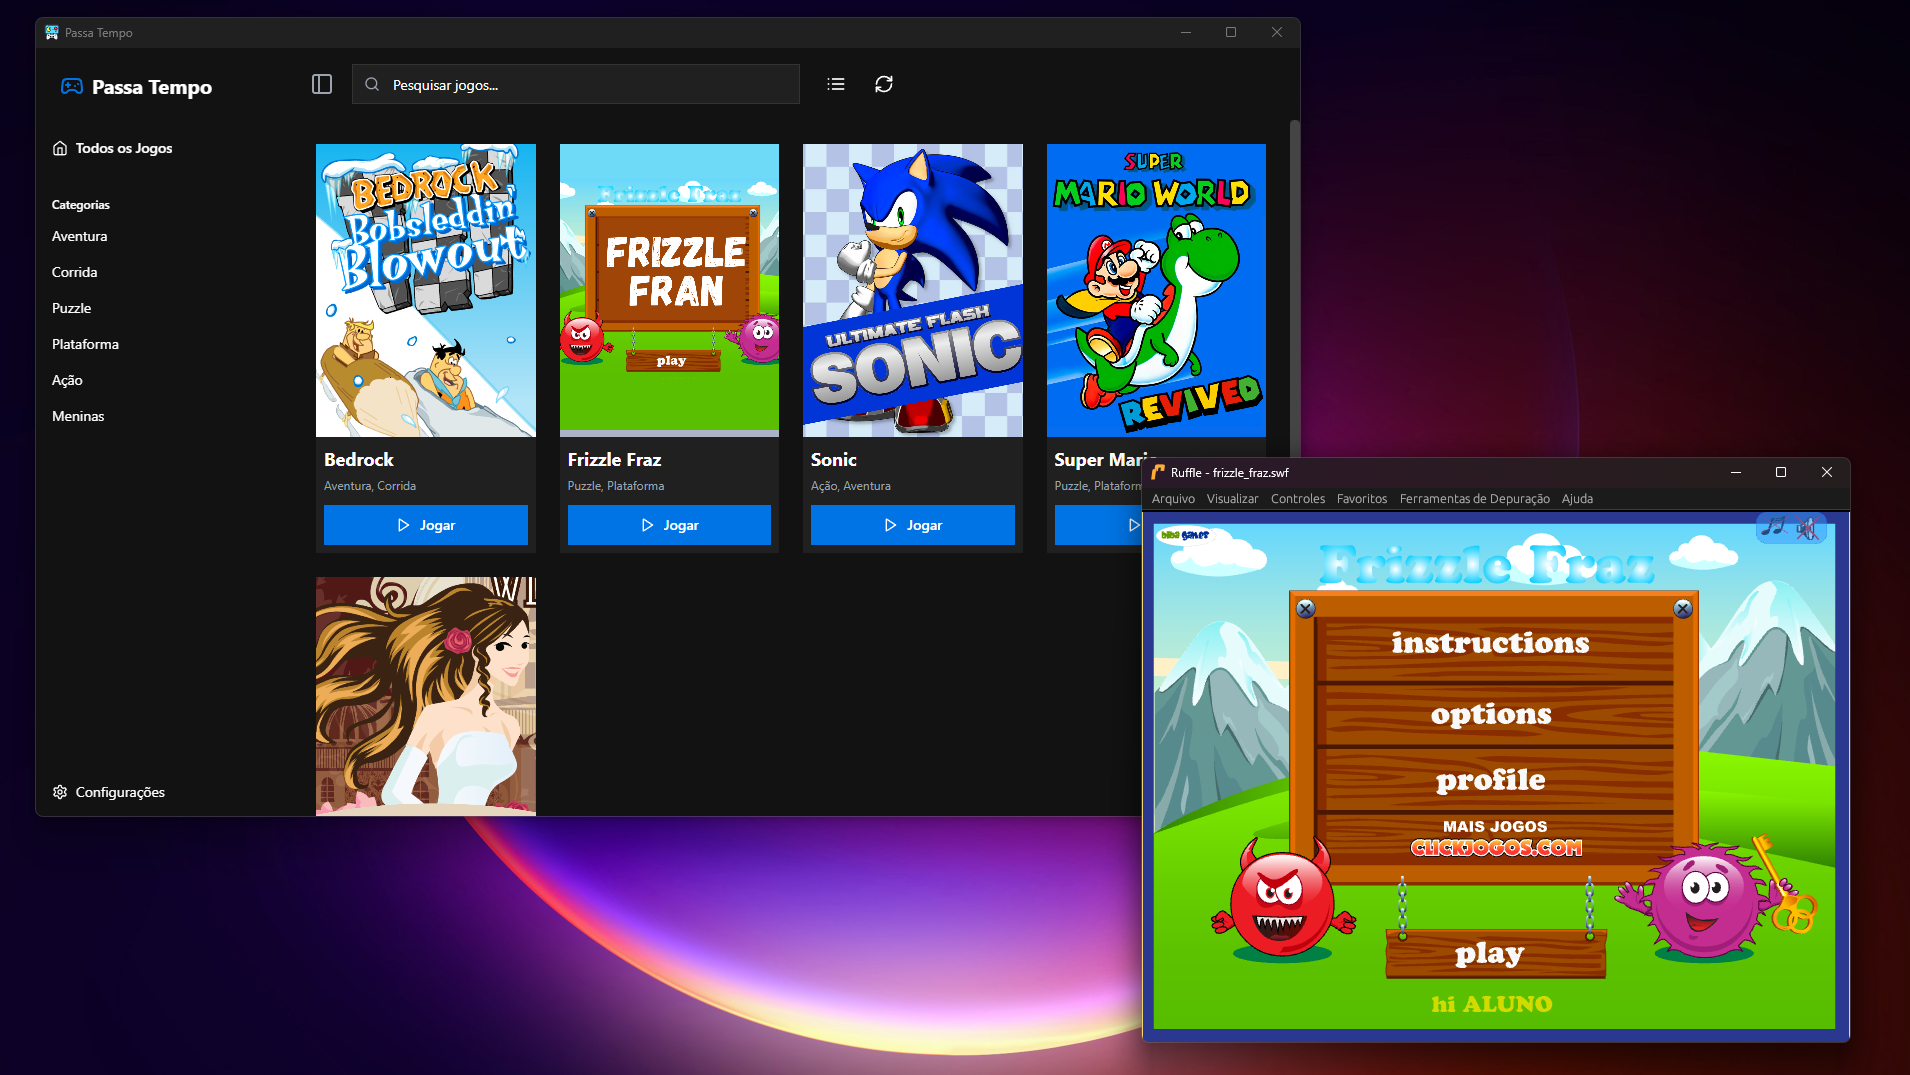 Passa Tempo
Passa Tempo
Pesquisar jogos...
Todos os Jogos
Categorias
Aventura
Corrida
Puzzle
Plataforma
Ação
Meninas
Configurações
BEDROCK
Bobsleddin
Blowout
Bedrock
Aventura, Corrida
Jogar
Frizzle Fraz
FRIZZLE
FRAN
play
Frizzle Fraz
Puzzle, Plataforma
Jogar
ULTIMATE FLASH
SONIC
Sonic
Ação, Aventura
Jogar
SUPER
MARIO WORLD
REVIVED
Super Mario
Puzzle, Plataform
Ruffle - frizzle_fraz.swf
Arquivo Visualizar Controles Favoritos Ferramentas de Depuração Ajuda
games
Frizzle Fraz
instructions
options
profile
MAIS JOGOS
CLICKJOGOS.COM
play
hi ALUNO